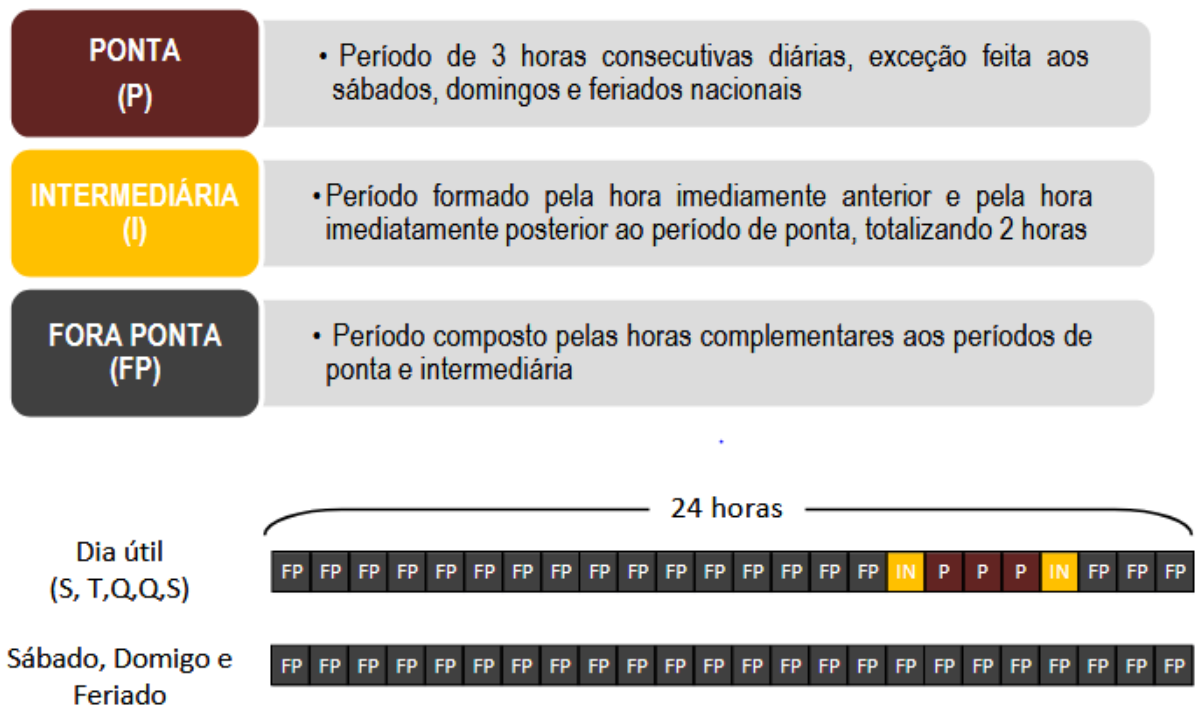 PONTA
(P)
• Período de 3 horas consecutivas diárias, exceção feita aos
sábados, domingos e feriados nacionais
INTERMEDIÁRIA
(I)
•Período formado pela hora imediamente anterior e pela hora
imediatamente posterior ao período de ponta, totalizando 2 horas
FORA PONTA
(FP)
• Período composto pelas horas complementares aos períodos de
ponta e intermediária
24 horas
Dia útil
(S, T,Q,Q,S)
FP FP FP FP FP FP FP FP FP FP FP FP FP FP FP FP IN P P P IN FP FP FP
Sábado, Domigo e
Feriado
FP FP FP FP FP FP FP FP FP FP FP FP FP FP FP FP FP FP FP FP FP FP FP FP